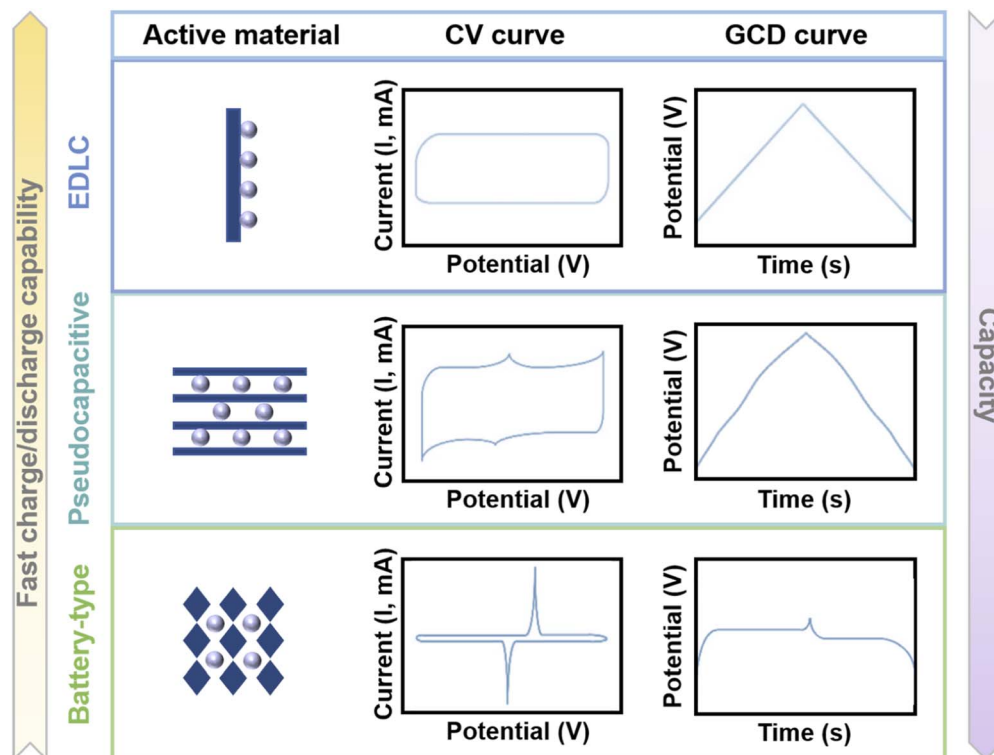 Active material CV curve GCD curve
Fast charge/discharge capability
Capacity
EDLC
Current (I, mA)
Potential (V)
Potential (V)
Time (s)
Pseudocapacitive
Current (I, mA)
Potential (V)
Potential (V)
Time (s)
Battery-type
Current (I, mA)
Potential (V)
Potential (V)
Time (s)